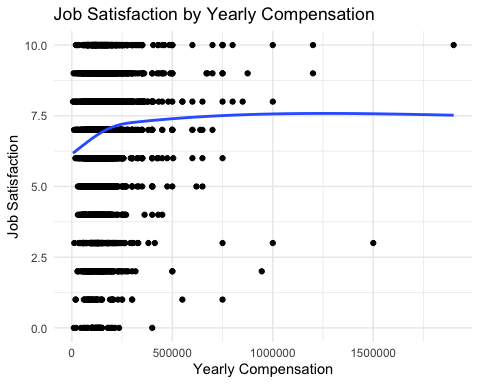 Job Satisfaction by Yearly Compensation
10.0
7.5
5.0
2.5
0.0
Job Satisfaction
0 500000 1000000 1500000
Yearly Compensation